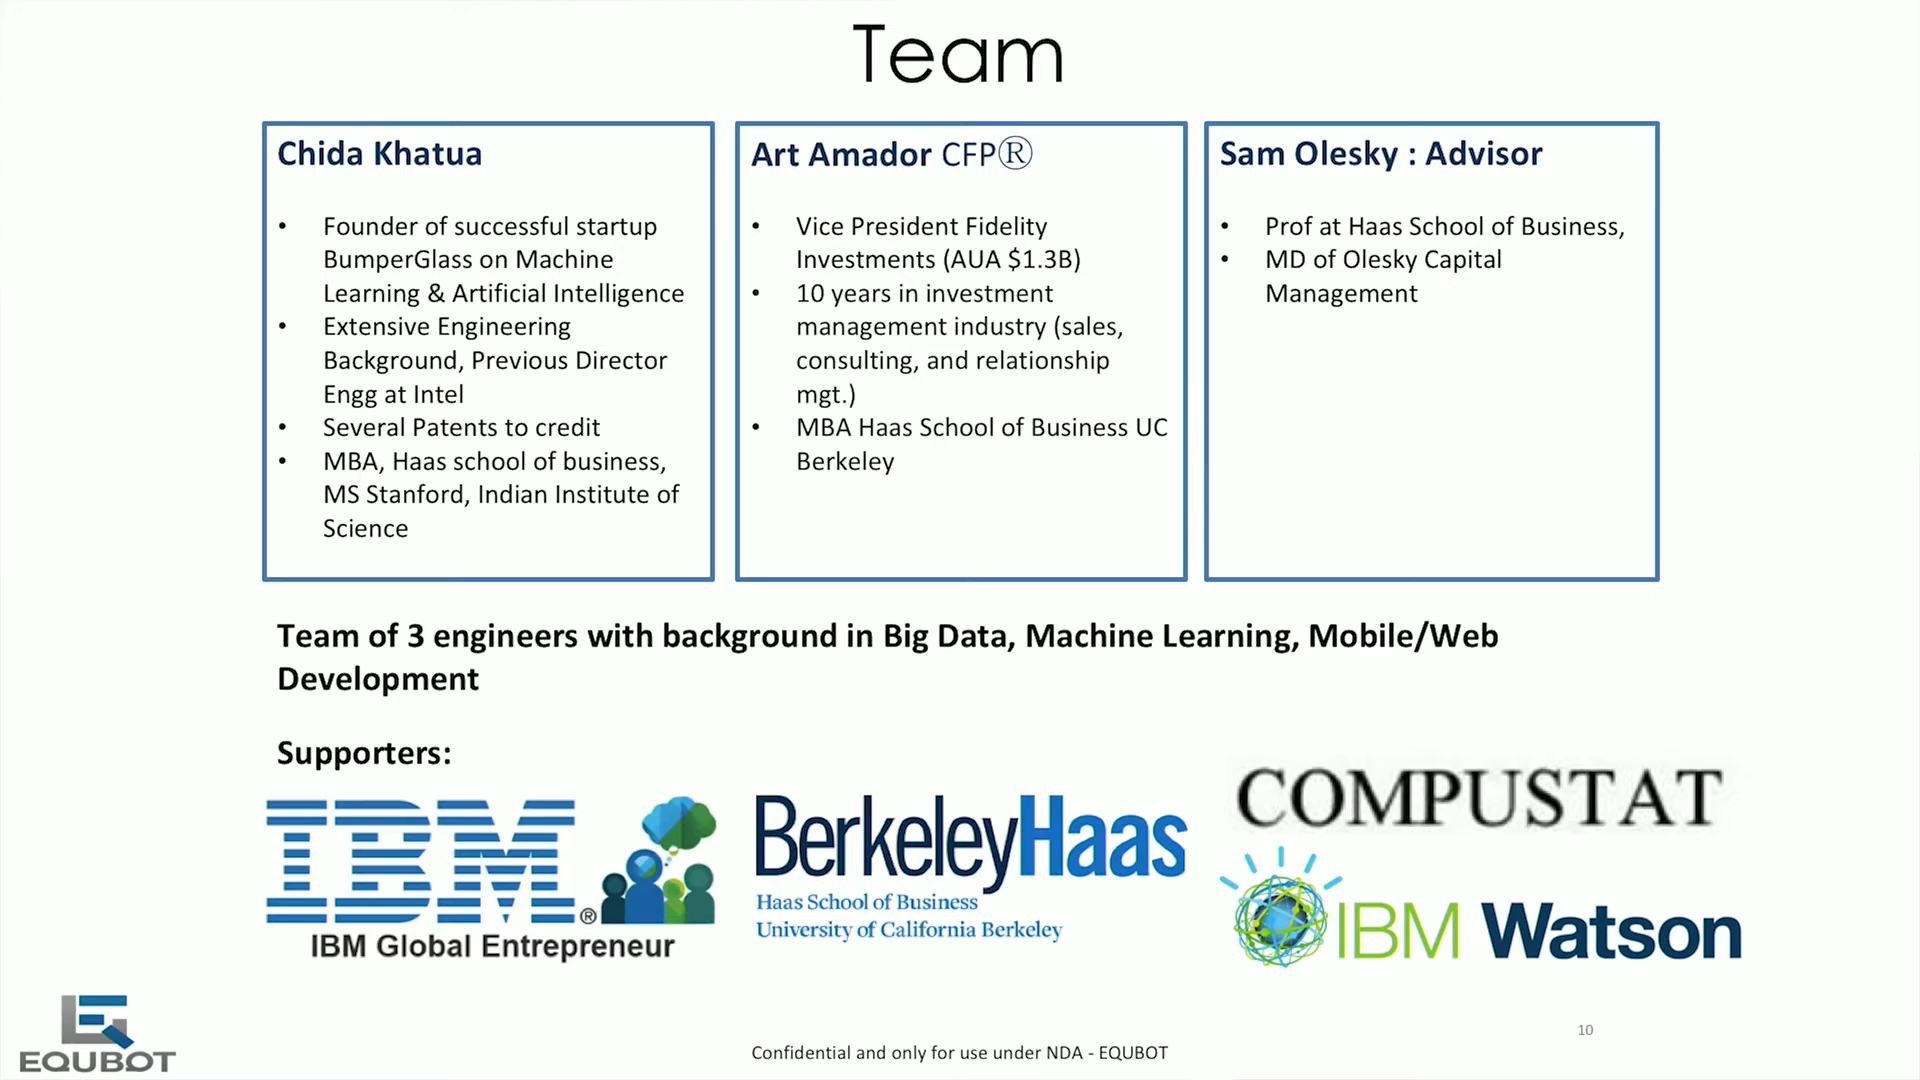 Team
Chida Khatua
• Founder of successful startup
BumperGlass on Machine
Learning & Artificial Intelligence
• Extensive Engineering
Background, Previous Director
Engg at Intel
• Several Patents to credit
• MBA, Haas school of business,
MS Stanford, Indian Institute of
Science
Art Amador CFPⓇ
• Vice President Fidelity
Investments (AUA $1.3B)
• 10 years in investment
management industry (sales,
consulting, and relationship
mgt.)
• MBA Haas School of Business UC
Berkeley
Sam Olesky : Advisor
• Prof at Haas School of Business,
• MD of Olesky Capital
Management
Team of 3 engineers with background in Big Data, Machine Learning, Mobile/Web
Development
Supporters:
IBM®
IBM Global Entrepreneur
BerkeleyHaas
Haas School of Business
University of California Berkeley
COMPUSTAT
IBM Watson
EQUBOT
Confidential and only for use under NDA - EQUBOT
10